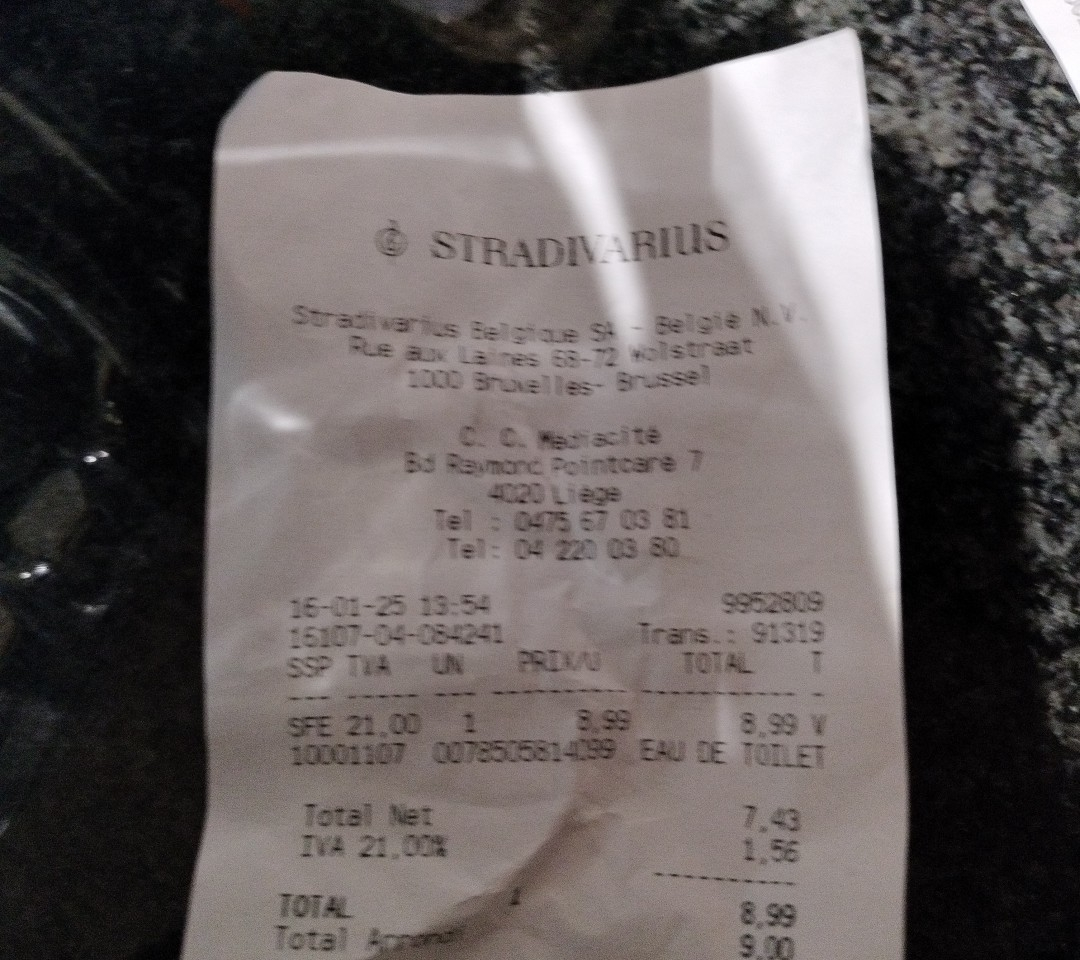 STRADIVARIUS
Stradivarius Belgique SA - Belgie N.V.
Rue aux Laines 68-72 Wolstraat
1000 Bruxelles- Brussel
C. C. Mediacité
Bd Raymond Pointcare 7
4020 Liège
Tel : 0475 67 03 81
Tel: 04 220 03 80
16-01-25 13:54 9952809
16107-04-084241 Trans.: 91319
SSP TVA UN PRIX/U TOTAL T
SFE 21,00 1 8,99 8,99 V
10001107 0078505814099 EAU DE TOILET
Total Net 7,43
IVA 21,00% 1,56
TOTAL 1 8,99
Total 9,00